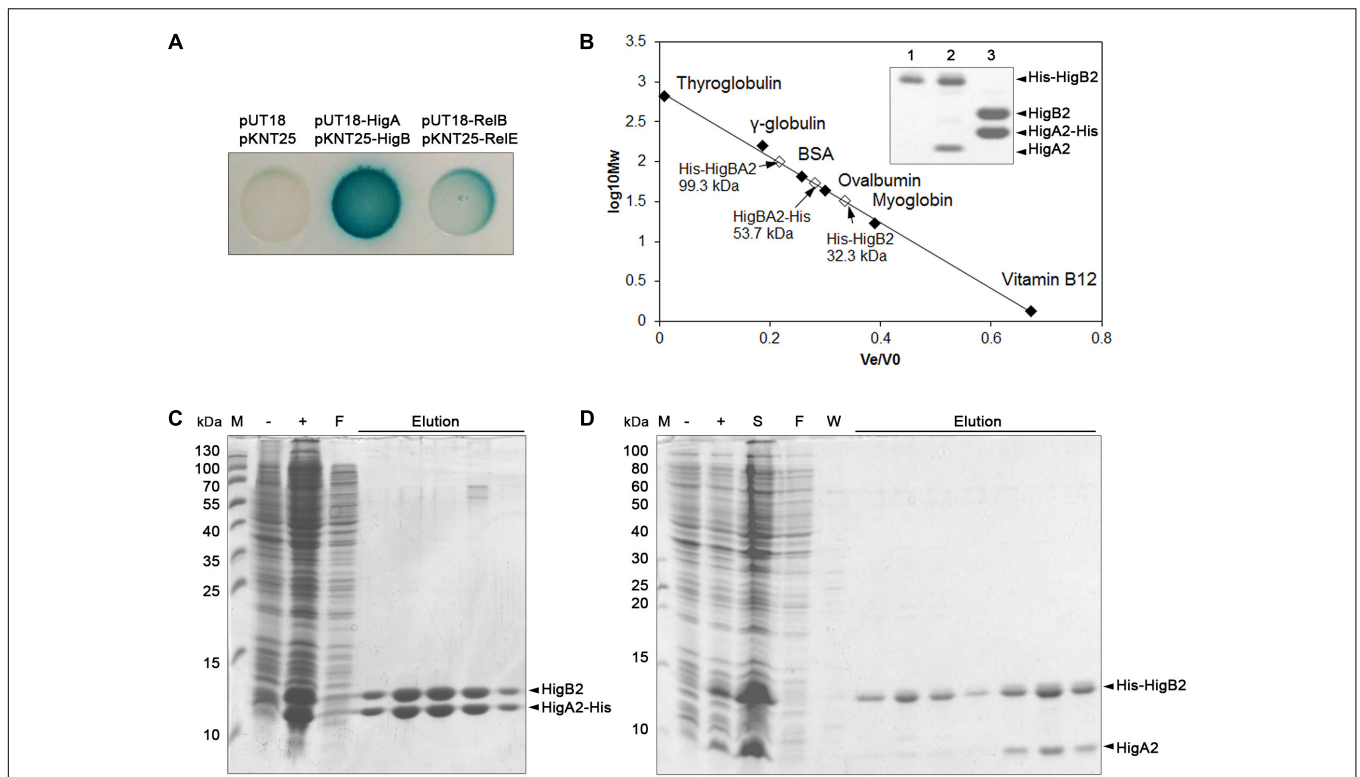 A
pUT18 pUT18-HigA pUT18-RelB
pKNT25 pKNT25-HigB pKNT25-RelE
B
3.5
3
2.5
2
1.5
1
0.5
0
log10Mw
0 0.2 0.4 0.6 0.8
Ve/V0
Thyroglobulin
γ-globulin
BSA
Ovalbumin
Myoglobin
Vitamin B12
His-HigBA2
99.3 kDa
HigBA2-His
53.7 kDa
His-HigB2
32.3 kDa
1 2 3
His-HigB2
HigB2
HigA2-His
HigA2
C
kDa M - + F Elution
130
100
70
55
40
35
25
15
10
HigB2
HigA2-His
D
kDa M - + S F W Elution
100
80
60
50
40
30
25
20
15
10
His-HigB2
HigA2